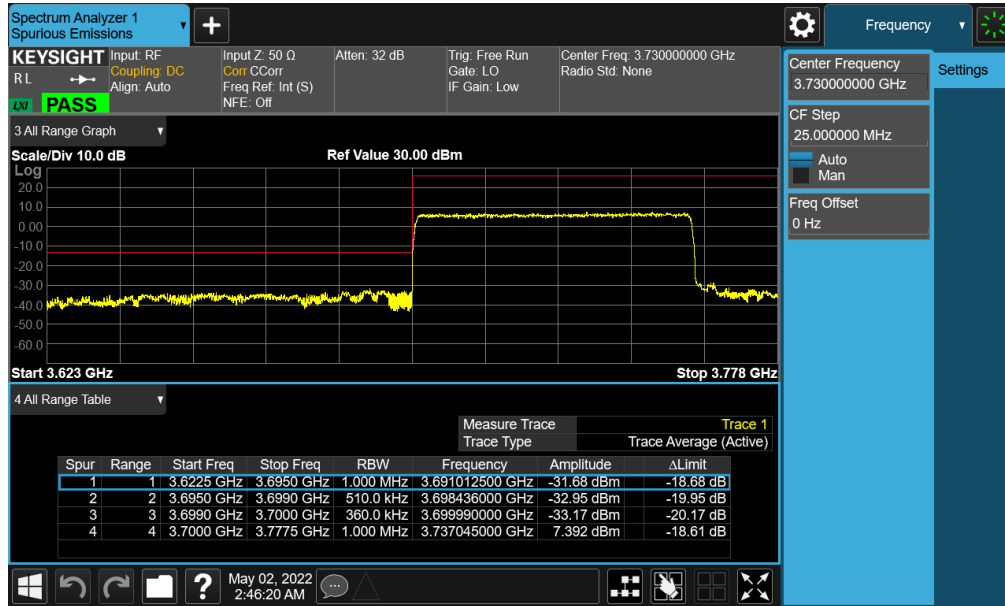 Spectrum Analyzer 1
Spurious Emissions
+
Frequency
KEYSIGHT
R L
LXI PASS
Input: RF
Coupling: DC
Align: Auto
Input Z: 50 Ω
Corr CCorr
Freq Ref: Int (S)
NFE: Off
Atten: 32 dB
Trig: Free Run
Gate: LO
IF Gain: Low
Center Freq: 3.730000000 GHz
Radio Std: None
Center Frequency
3.730000000 GHz
Settings
CF Step
25.000000 MHz
Auto
Man
Freq Offset
0 Hz
3 All Range Graph
Scale/Div 10.0 dB Ref Value 30.00 dBm
Log
20.0
10.0
0.00
-10.0
-20.0
-30.0
-40.0
-50.0
-60.0
Start 3.623 GHz Stop 3.778 GHz
4 All Range Table
Measure Trace Trace 1
Trace Type Trace Average (Active)
Spur Range Start Freq Stop Freq RBW Frequency Amplitude ΔLimit
1 1 3.6225 GHz 3.6950 GHz 1.000 MHz 3.691012500 GHz -31.68 dBm -18.68 dB
2 2 3.6950 GHz 3.6990 GHz 510.0 kHz 3.698436000 GHz -32.95 dBm -19.95 dB
3 3 3.6990 GHz 3.7000 GHz 360.0 kHz 3.699990000 GHz -33.17 dBm -20.17 dB
4 4 3.7000 GHz 3.7775 GHz 1.000 MHz 3.737045000 GHz 7.392 dBm -18.61 dB
?
May 02, 2022
2:46:20 AM